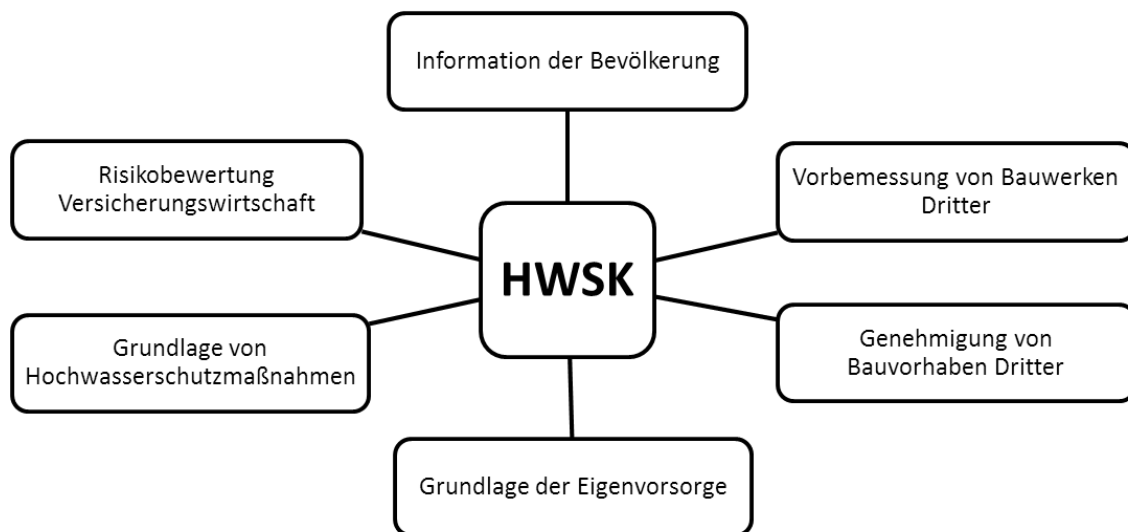 Information der Bevölkerung
Risikobewertung
Versicherungswirtschaft
Vorbemessung von Bauwerken
Dritter
HWSK
Grundlage von
Hochwasserschutzmaßnahmen
Genehmigung von
Bauvorhaben Dritter
Grundlage der Eigenvorsorge